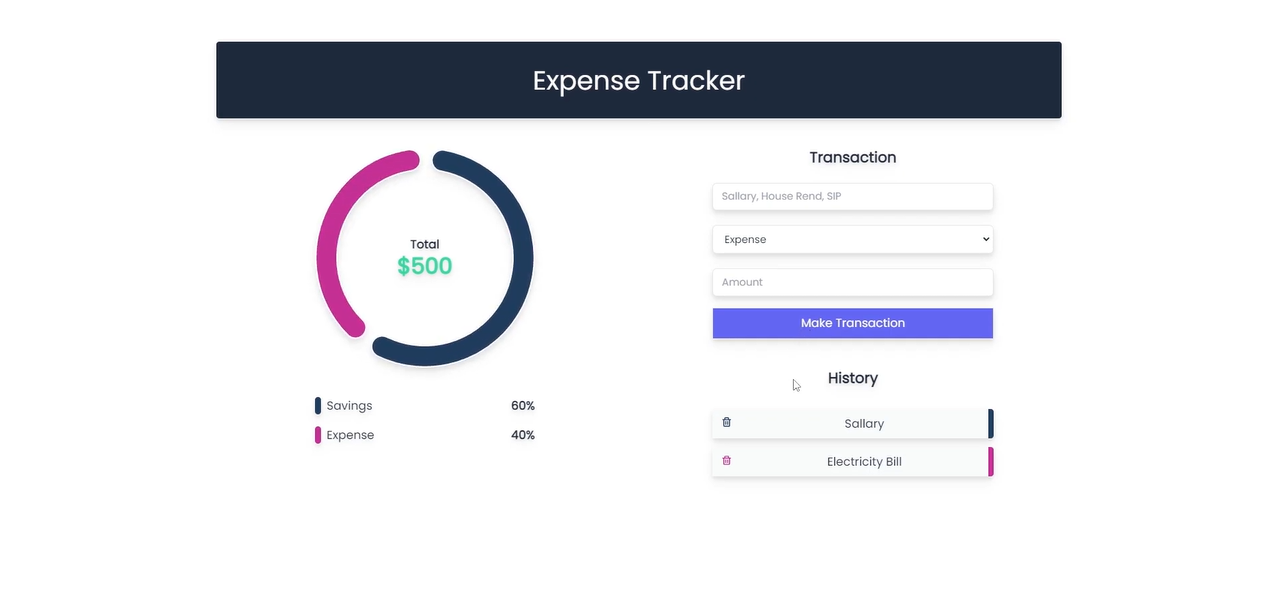 Expense Tracker
Total
$500
Savings 60%
Expense 40%
Transaction
Sallary, House Rend, SIP
Expense
Amount
Make Transaction
History
Sallary
Electricity Bill